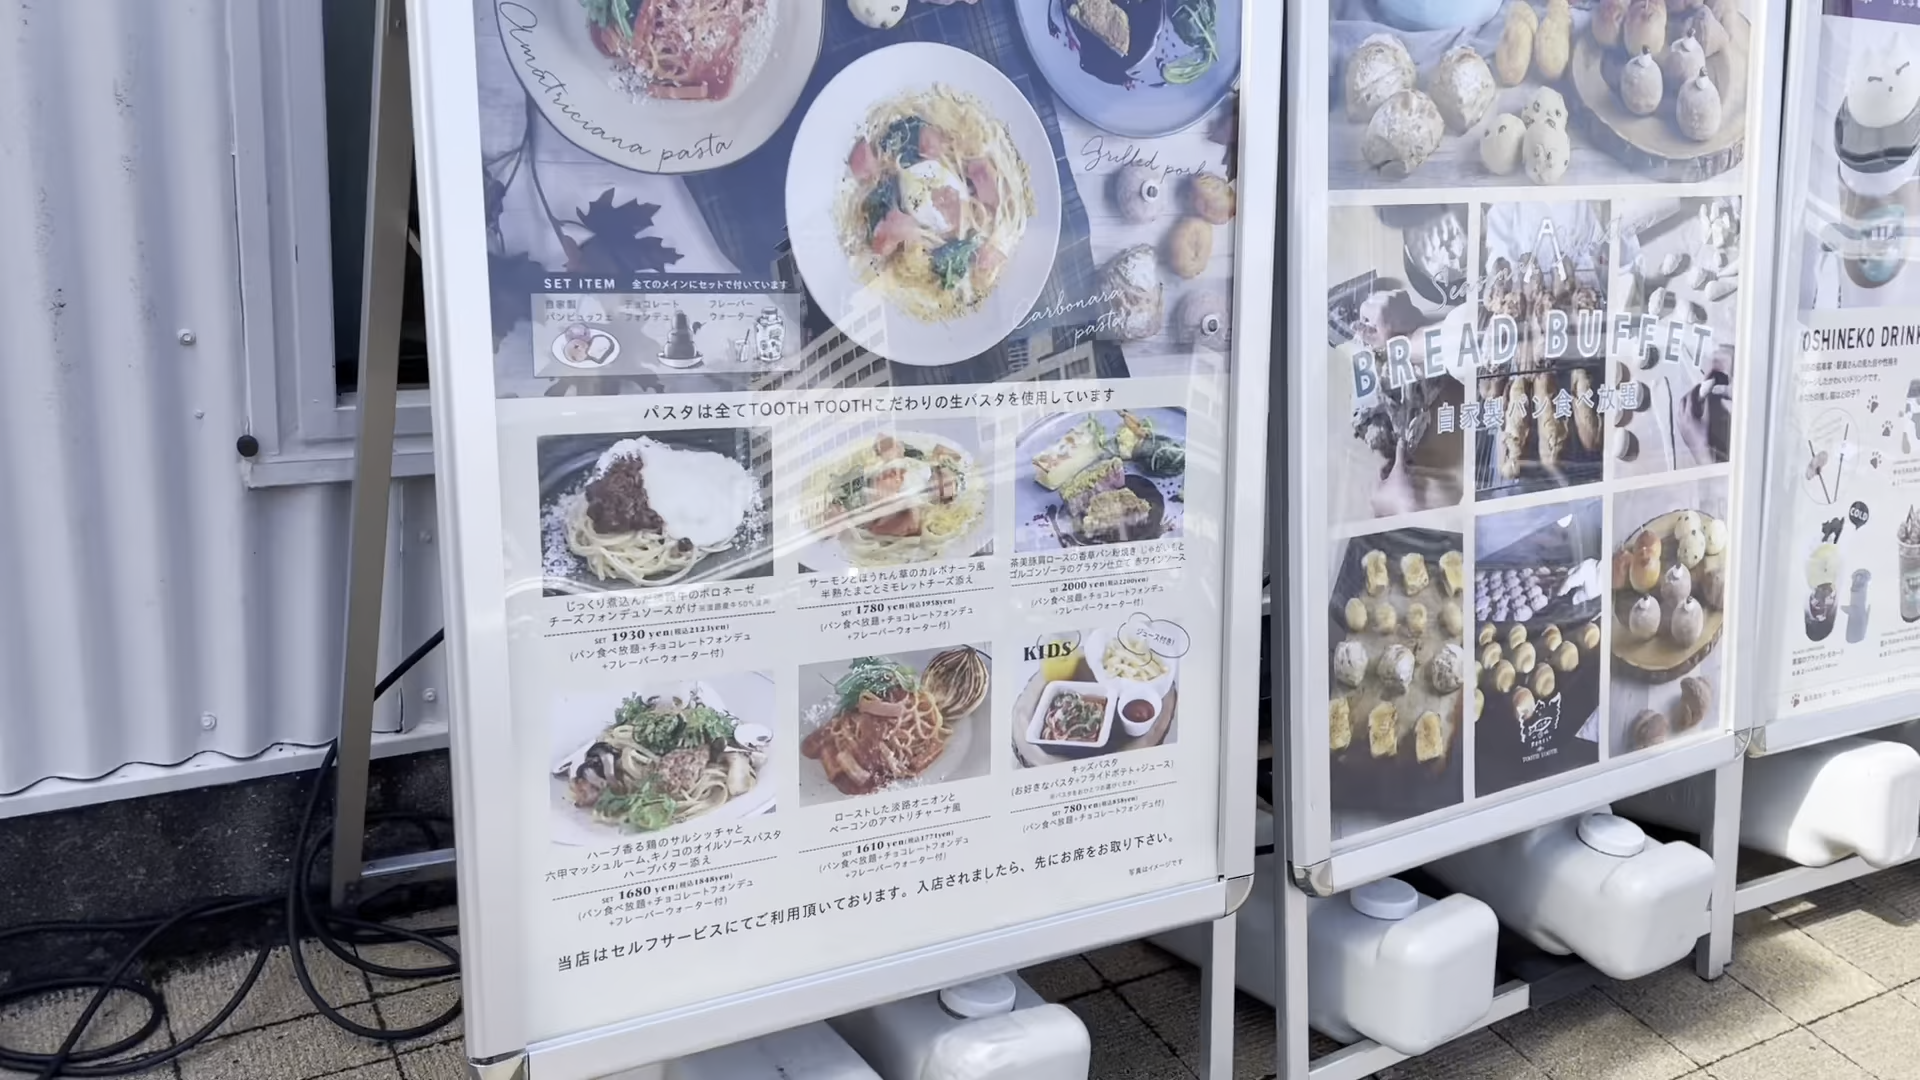 Amatriciana pasta
Grilled pork
Carbonara
pasta
SET ITEM 全てのメインにセットで付いています
自家製
パンビュッフェ
チョコレート
フォンデュ
フレーバー
ウォーター
パスタは全てTOOTH TOOTHこだわりの生パスタを使用しています
じっくり煮込んだ
牛のボロネーゼ
チーズフォンデュソースがけ
SET 1930 yen(税込2123yen)
(パン食べ放題+チョコレートフォンデュ
+フレーバーウォーター付)
サーモンとほうれん草のカルボナーラ風
半熟たまごとミモレットチーズ添え
SET 1780 yen(税込1958yen)
(パン食べ放題+チョコレートフォンデュ
+フレーバーウォーター付)
茶美豚肩ロースの香草パン粉焼き じゃがいもと
ゴルゴンゾーラのグラタン仕立て 赤ワインソース
SET 2000 yen(税込2200yen)
(パン食べ放題+チョコレートフォンデュ
+フレーバーウォーター付)
ハーブ香る鶏のサルシッチャと
六甲マッシュルーム、キノコのオイルソースパスタ
ハーブバター添え
SET 1680 yen(税込1848yen)
(パン食べ放題+チョコレートフォンデュ
+フレーバーウォーター付)
ローストした淡路オニオンと
ベーコンのアマトリチャーナ風
SET 1610 yen(税込1771yen)
(パン食べ放題+チョコレートフォンデュ
+フレーバーウォーター付)
KIDS
ジュース付き!
キッズパスタ
(お好きなパスタ+フライドポテト+ジュース)
SET 780yen(税込858yen)
(パン食べ放題+チョコレートフォンデュ付)
当店はセルフサービスにてご利用頂いております。入店されましたら、先にお席をお取り下さい。
写真はイメージです
BREAD BUFFET
自家製パン食べ放題
TOOTH TOOTH
OSHINEKO DRINK
COLD